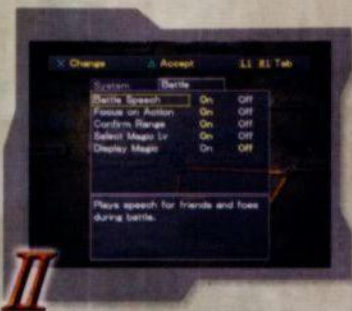 X Change △ Accept L1 R1 Tab
System Battle
Battle Speech On Off
Focus on Action On Off
Confirm Range On Off
Select Magic Lv On Off
Display Magic On Off
Plays speech for friends and foes
during battle.
II